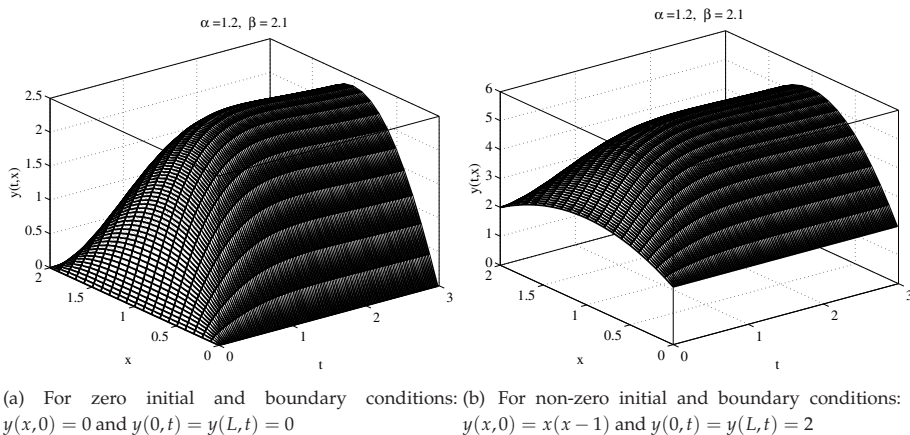 α =1.2, β = 2.1
2.5
2
1.5
1
0.5
0
y(t,x)
2
1.5
1
0.5
0
x
0
1
2
3
t
α =1.2, β = 2.1
6
5
4
3
2
1
0
y(t,x)
2
1.5
1
0.5
0
x
0
1
2
3
t
(a) For zero initial and boundary conditions:
y(x,0) = 0 and y(0,t) = y(L,t) = 0
(b) For non-zero initial and boundary conditions:
y(x,0) = x(x − 1) and y(0,t) = y(L,t) = 2